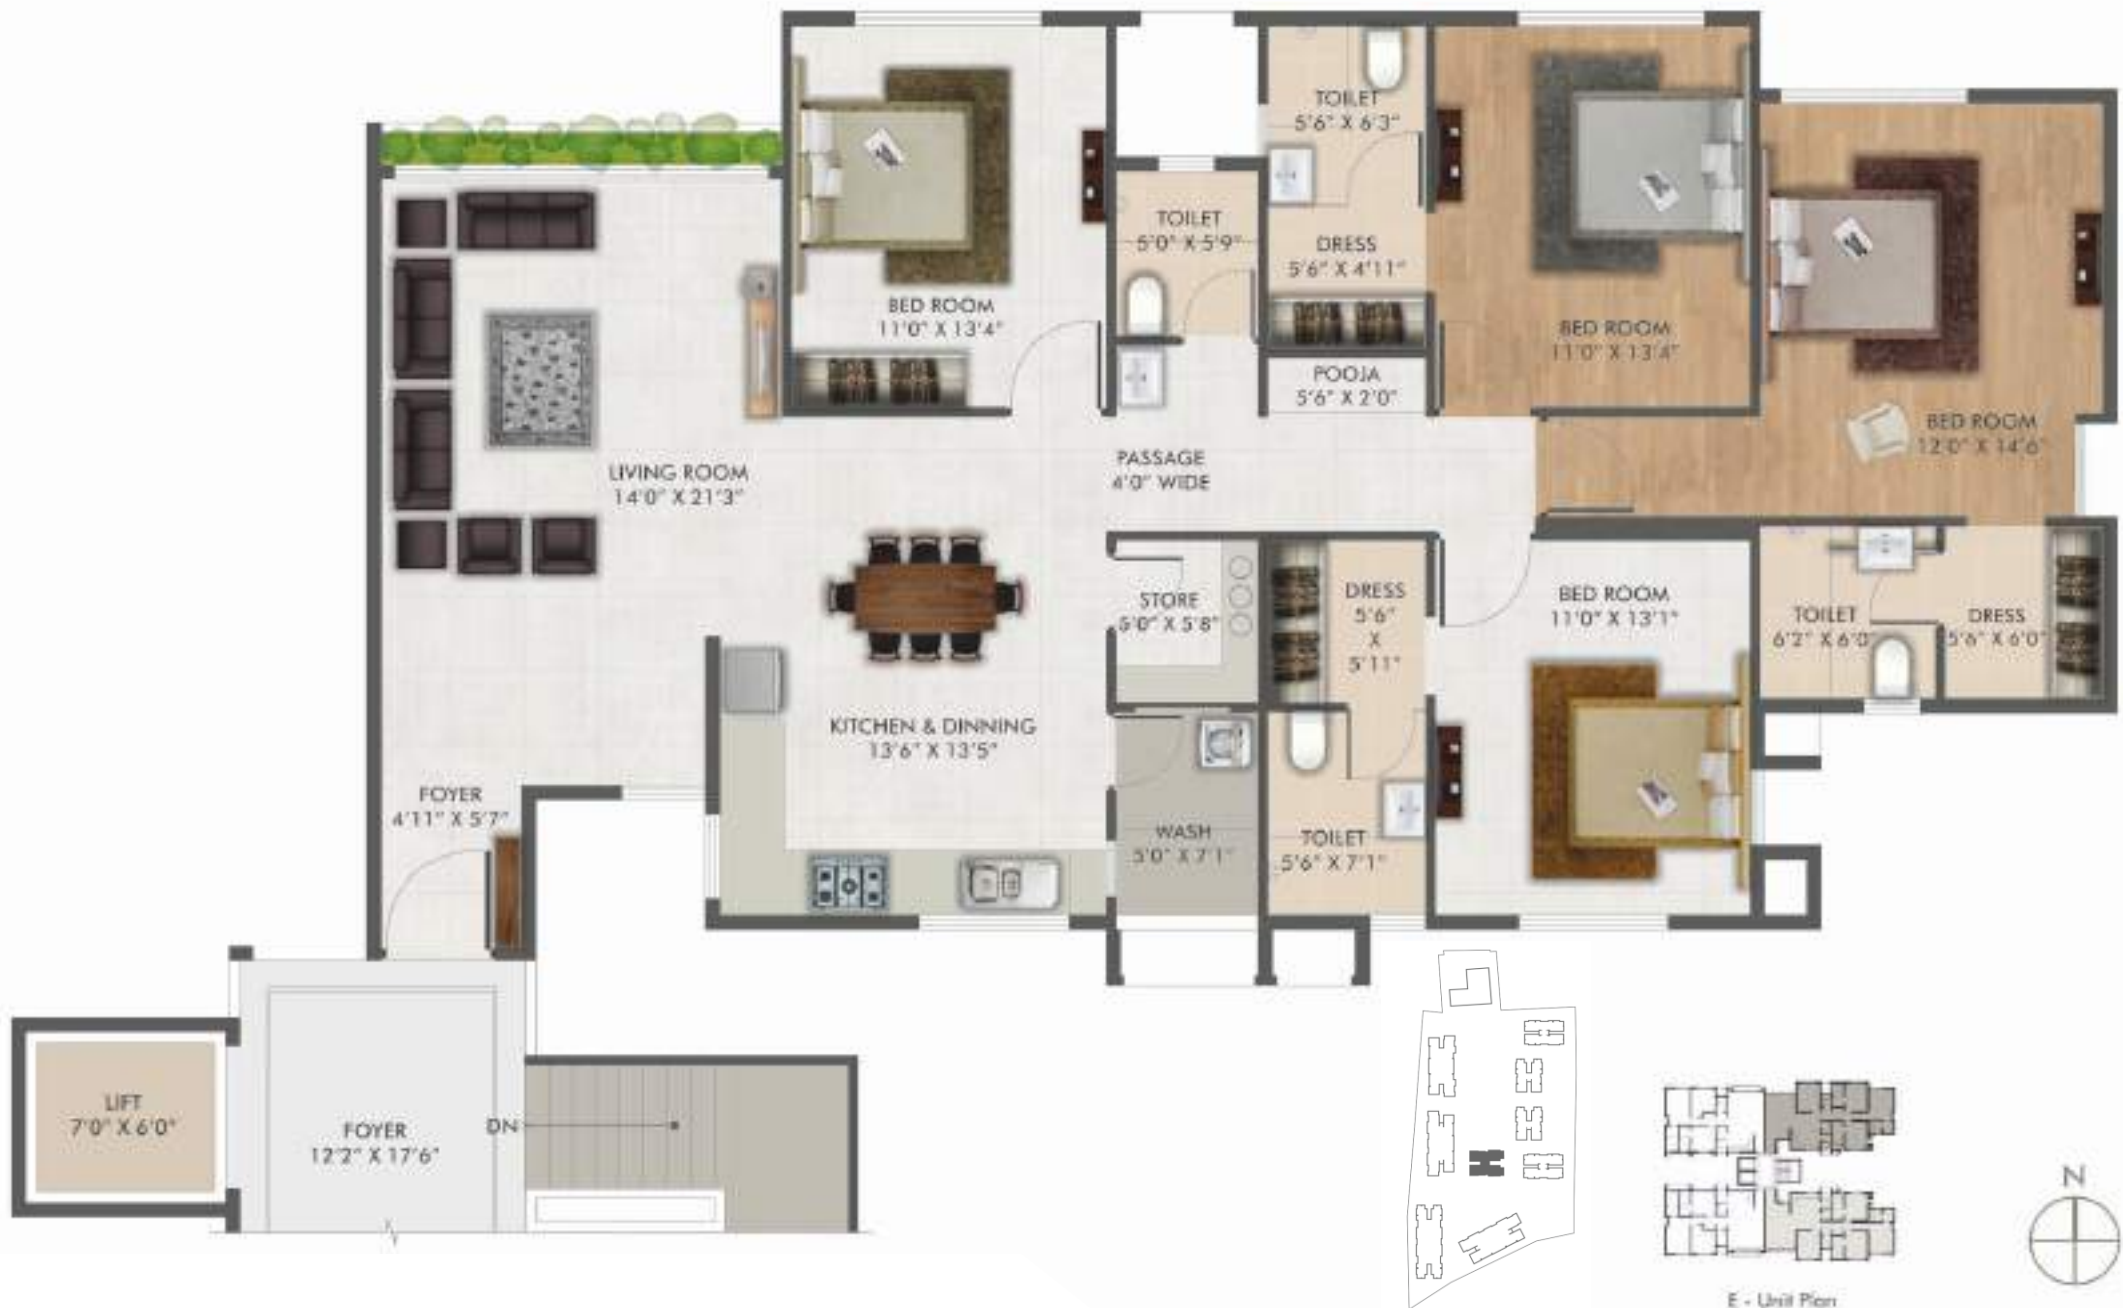 TOILET
5'6" X 6'3"
TOILET
5'0" X 5'9"
DRESS
5'6" X 4'11"
BED ROOM
11'0" X 13'4"
BED ROOM
11'0" X 13'4"
POOJA
5'6" X 2'0"
BED ROOM
12'0" X 14'6"
LIVING ROOM
14'0" X 21'3"
PASSAGE
4'0" WIDE
STORE
5'0" X 5'8"
DRESS
5'6"
X
5'11"
BED ROOM
11'0" X 13'1"
TOILET
6'2" X 6'0"
DRESS
5'6" X 6'0"
KITCHEN & DINNING
13'6" X 13'5"
FOYER
4'11" X 5'7"
WASH
5'0" X 7'1"
TOILET
5'6" X 7'1"
LIFT
7'0" X 6'0"
FOYER
12'2" X 17'6"
DN
N
E - Unit Plan